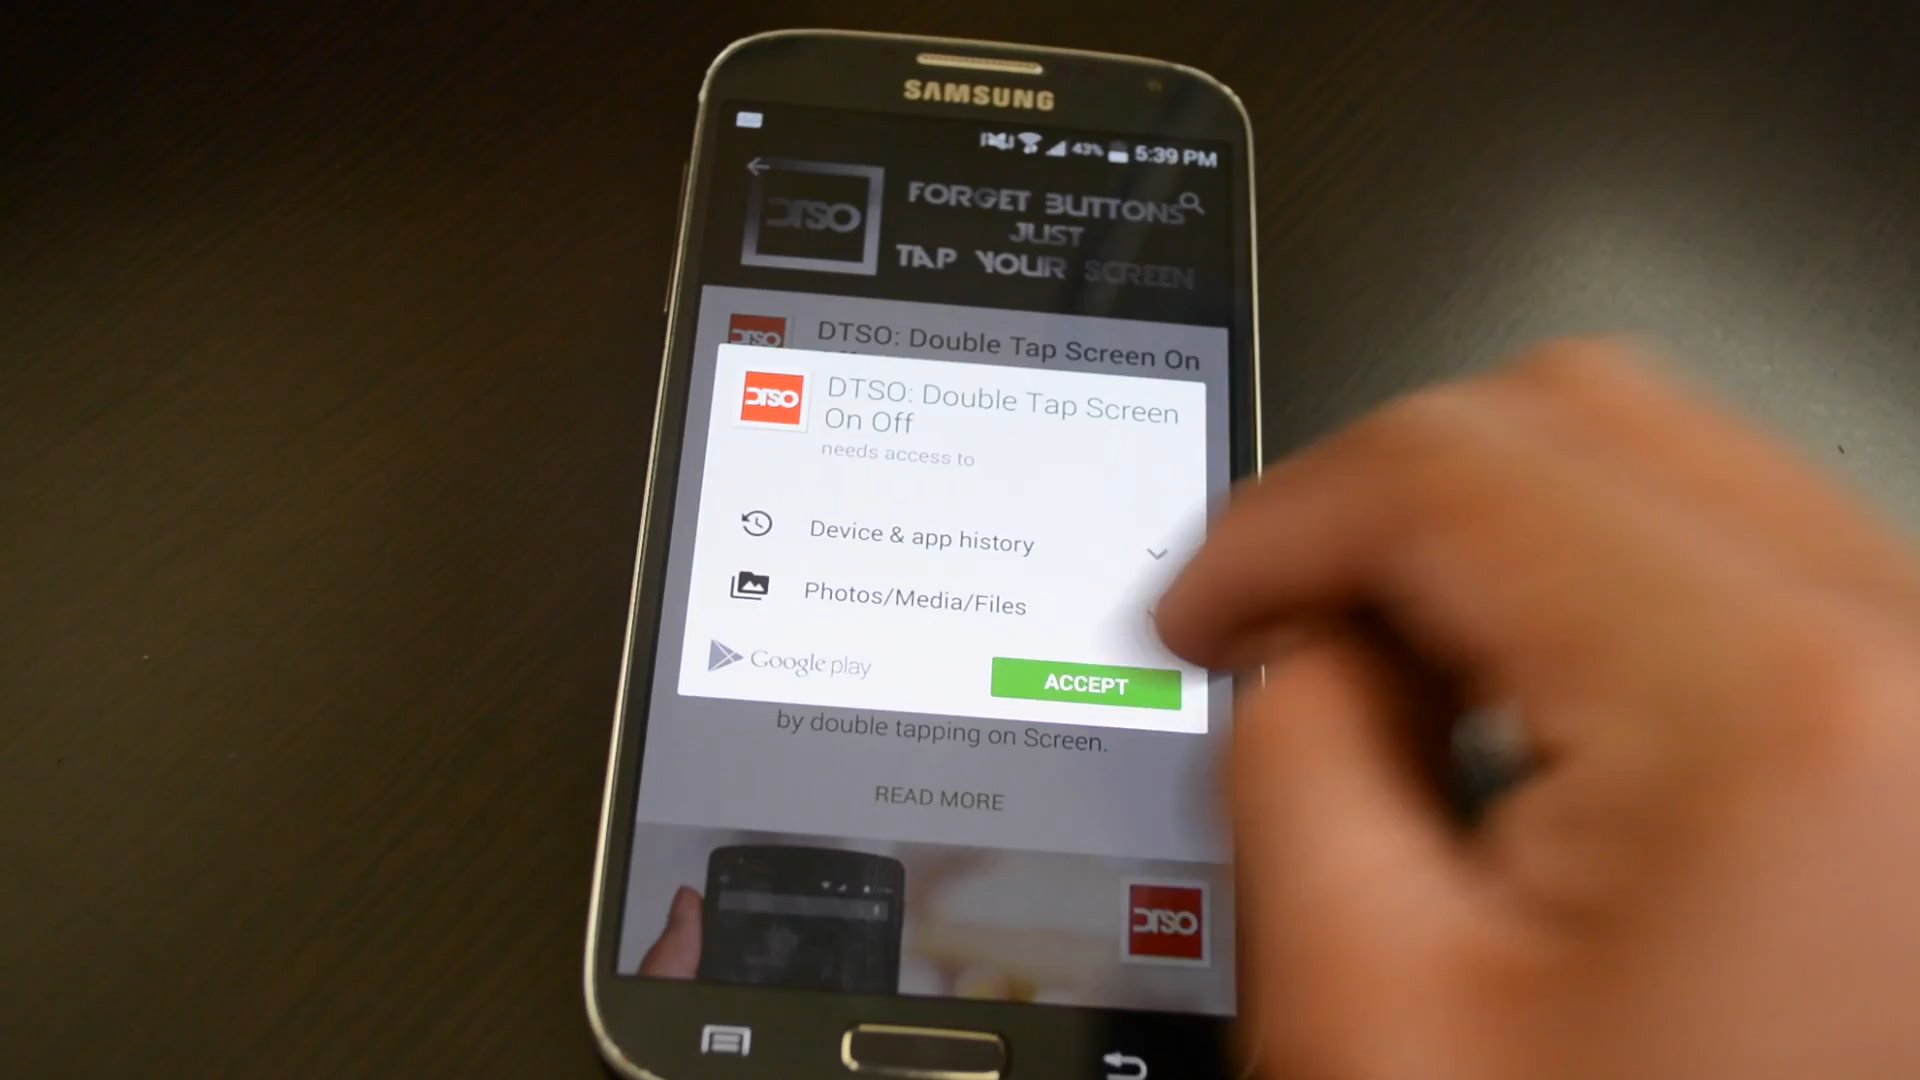 SAMSUNG
43% 5:39 PM
DTSO
FORGET BUTTONS
JUST
TAP YOUR SCREEN
DTSO
DTSO: Double Tap Screen On
DTSO
DTSO: Double Tap Screen
On Off
needs access to
Device & app history
Photos/Media/Files
Google play
ACCEPT
by double tapping on Screen.
READ MORE
DTSO